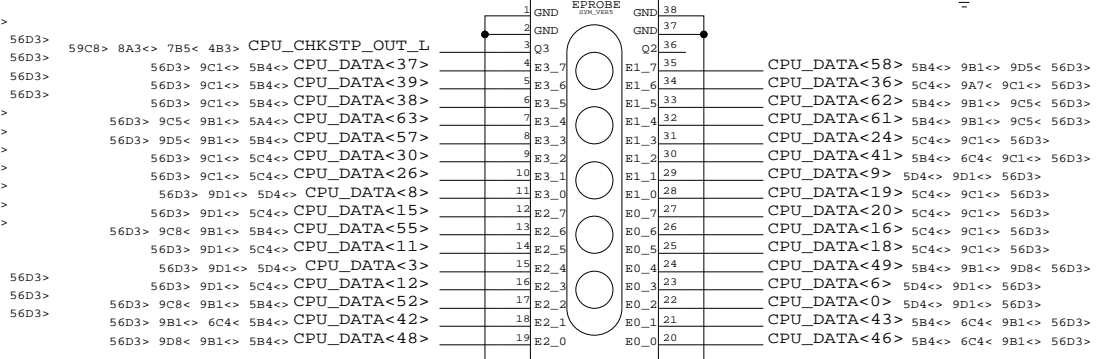 EPROBE
SYM_VER5
1 GND GND 38
2 GND GND 37
> 56D3> 59C8> 8A3<> 7B5< 4B3> CPU_CHKSTP_OUT_L 3 Q3 Q2 36
56D3> 56D3> 9C1<> 5B4<> CPU_DATA<37> 4 E3_7 E1_7 35 CPU_DATA<58> 5B4<> 9B1<> 9D5< 56D3>
56D3> 56D3> 9C1<> 5B4<> CPU_DATA<39> 5 E3_6 E1_6 34 CPU_DATA<36> 5C4<> 9A7< 9C1<> 56D3>
56D3> 56D3> 9C1<> 5B4<> CPU_DATA<38> 6 E3_5 E1_5 33 CPU_DATA<62> 5B4<> 9B1<> 9C5< 56D3>
> 56D3> 9C5< 9B1<> 5A4<> CPU_DATA<63> 7 E3_4 E1_4 32 CPU_DATA<61> 5B4<> 9B1<> 9C5< 56D3>
> 56D3> 9D5< 9B1<> 5B4<> CPU_DATA<57> 8 E3_3 E1_3 31 CPU_DATA<24> 5C4<> 9C1<> 56D3>
> 56D3> 9C1<> 5C4<> CPU_DATA<30> 9 E3_2 E1_2 30 CPU_DATA<41> 5B4<> 6C4< 9C1<> 56D3>
> 56D3> 9C1<> 5C4<> CPU_DATA<26> 10 E3_1 E1_1 29 CPU_DATA<9> 5D4<> 9D1<> 56D3>
> 56D3> 9D1<> 5D4<> CPU_DATA<8> 11 E3_0 E1_0 28 CPU_DATA<19> 5C4<> 9C1<> 56D3>
> 56D3> 9D1<> 5C4<> CPU_DATA<15> 12 E2_7 E0_7 27 CPU_DATA<20> 5C4<> 9C1<> 56D3>
> 56D3> 9C8< 9B1<> 5B4<> CPU_DATA<55> 13 E2_6 E0_6 26 CPU_DATA<16> 5C4<> 9C1<> 56D3>
56D3> 9D1<> 5C4<> CPU_DATA<11> 14 E2_5 E0_5 25 CPU_DATA<18> 5C4<> 9C1<> 56D3>
56D3> 9D1<> 5D4<> CPU_DATA<3> 15 E2_4 E0_4 24 CPU_DATA<49> 5B4<> 9B1<> 9D8< 56D3>
56D3> 56D3> 9D1<> 5C4<> CPU_DATA<12> 16 E2_3 E0_3 23 CPU_DATA<6> 5D4<> 9D1<> 56D3>
56D3> 56D3> 9C8< 9B1<> 5B4<> CPU_DATA<52> 17 E2_2 E0_2 22 CPU_DATA<0> 5D4<> 9D1<> 56D3>
56D3> 56D3> 9B1<> 6C4< 5B4<> CPU_DATA<42> 18 E2_1 E0_1 21 CPU_DATA<43> 5B4<> 6C4< 9B1<> 56D3>
56D3> 9D8< 9B1<> 5B4<> CPU_DATA<48> 19 E2_0 E0_0 20 CPU_DATA<46> 5B4<> 6C4< 9B1<> 56D3>